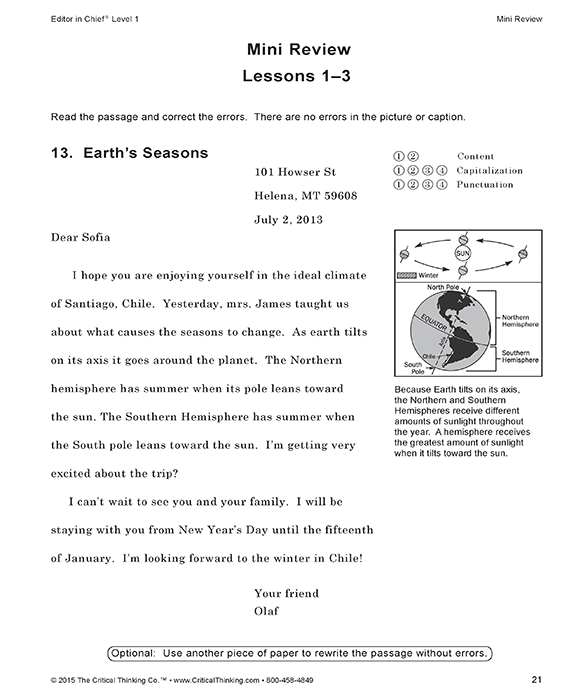 Editor in Chief® Level 1
Mini Review
Mini Review
Lessons 1–3
Read the passage and correct the errors. There are no errors in the picture or caption.
13. Earth's Seasons
① ② Content
① ② ③ ④ Capitalization
① ② ③ ④ Punctuation
101 Howser St
Helena, MT 59608
July 2, 2013
Dear Sofia
I hope you are enjoying yourself in the ideal climate
of Santiago, Chile. Yesterday, mrs. James taught us
about what causes the seasons to change. As earth tilts
on its axis it goes around the planet. The Northern
hemisphere has summer when its pole leans toward
the sun. The Southern Hemisphere has summer when
the South pole leans toward the sun. I'm getting very
excited about the trip?
I can't wait to see you and your family. I will be
staying with you from New Year's Day until the fifteenth
of January. I'm looking forward to the winter in Chile!
Your friend
Olaf
SUN
Winter
North Pole
EQUATOR
Northern
Hemisphere
Axis
Chile
Southern
Hemisphere
South
Pole
Because Earth tilts on its axis,
the Northern and Southern
Hemispheres receive different
amounts of sunlight throughout
the year. A hemisphere receives
the greatest amount of sunlight
when it tilts toward the sun.
Optional: Use another piece of paper to rewrite the passage without errors.
© 2015 The Critical Thinking Co.™ • www.CriticalThinking.com • 800-458-4849
21